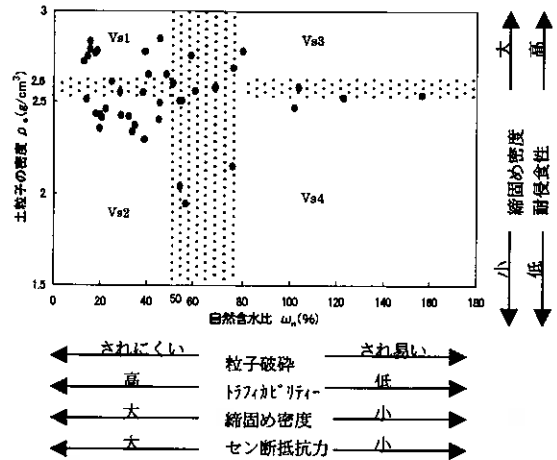 土粒子の密度 ρs(g/cm³)
3
2.6
2.5
2
1.5
Vs1
Vs3
Vs2
Vs4
0 20 40 50 60 80 100 120 140 160 180
自然含水比 ωn(%)
大 高
締固め密度
耐侵食性
小 低
されにくい 粒子破砕 され易い
高 トラフィカビリティー 低
大 締固め密度 小
大 セン断抵抗力 小